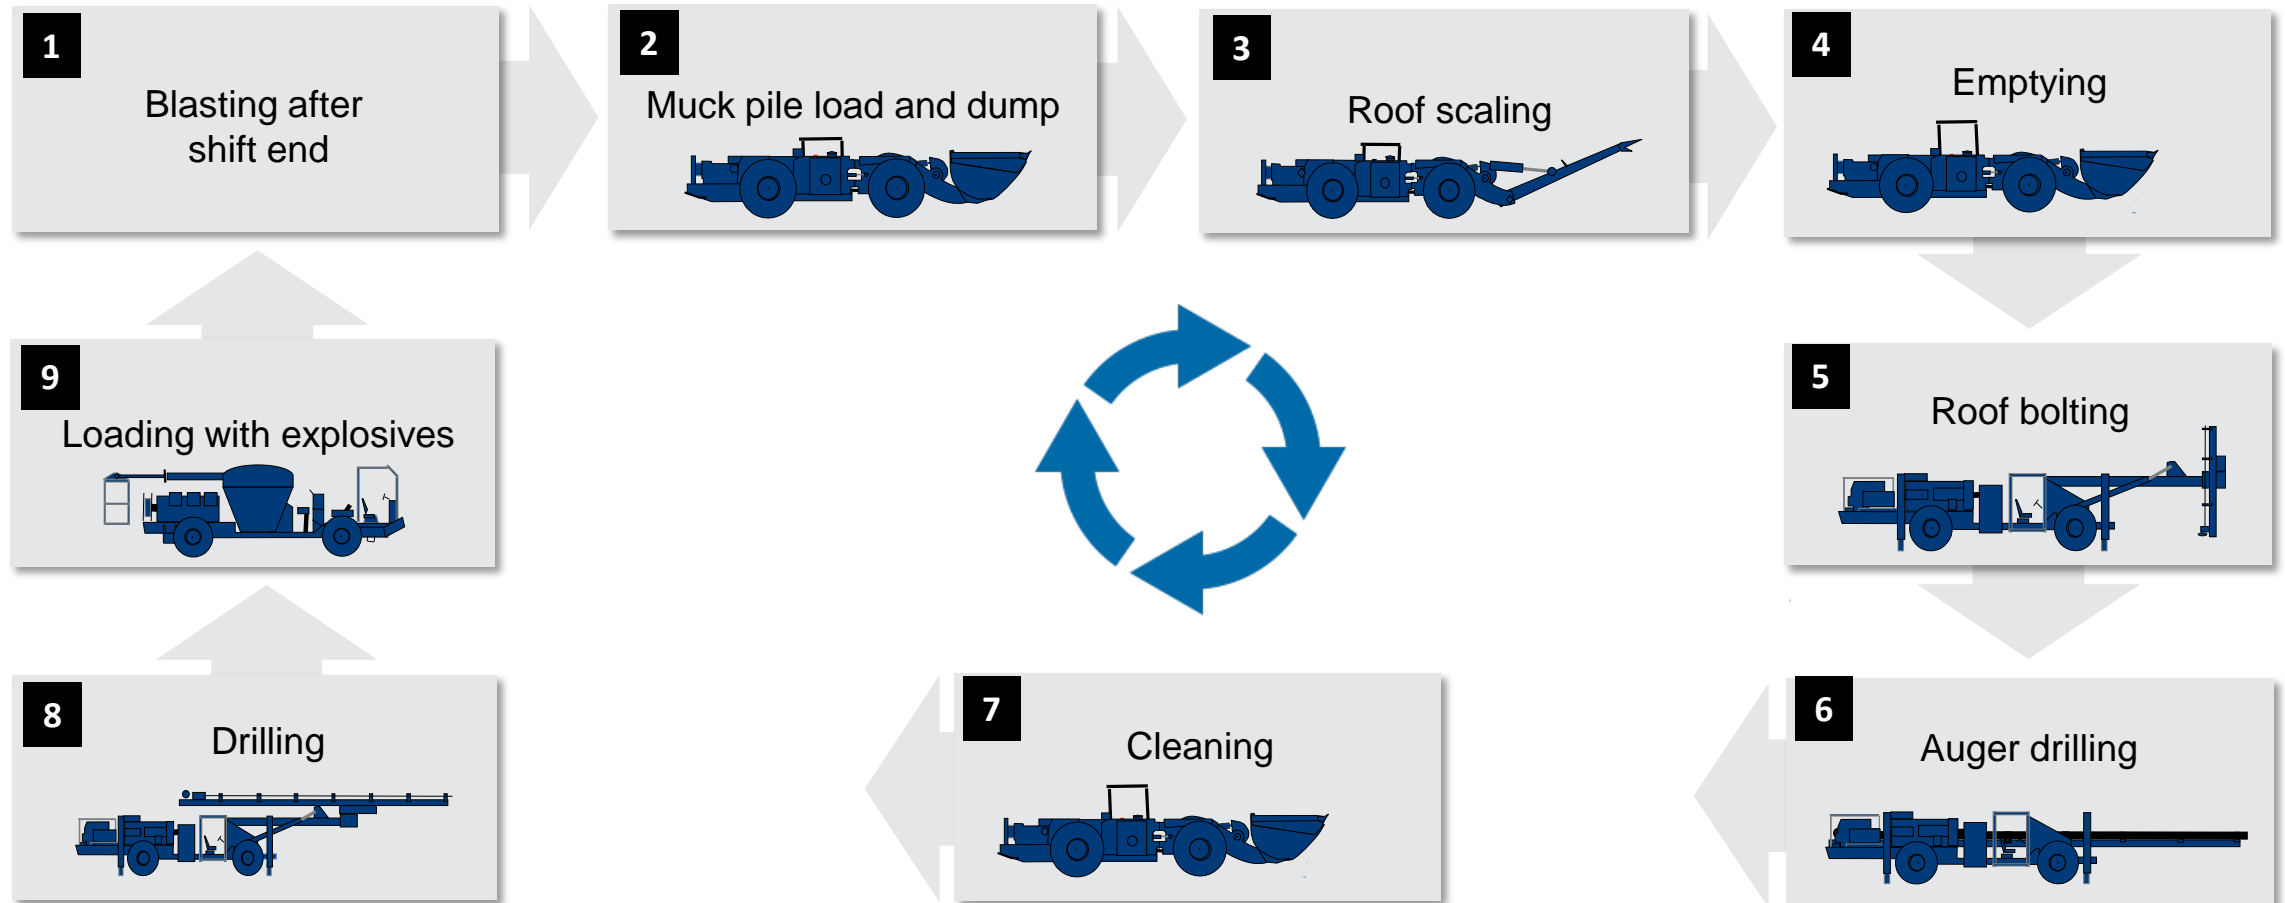 1
Blasting after
shift end
2
Muck pile load and dump
3
Roof scaling
4
Emptying
5
Roof bolting
6
Auger drilling
7
Cleaning
8
Drilling
9
Loading with explosives